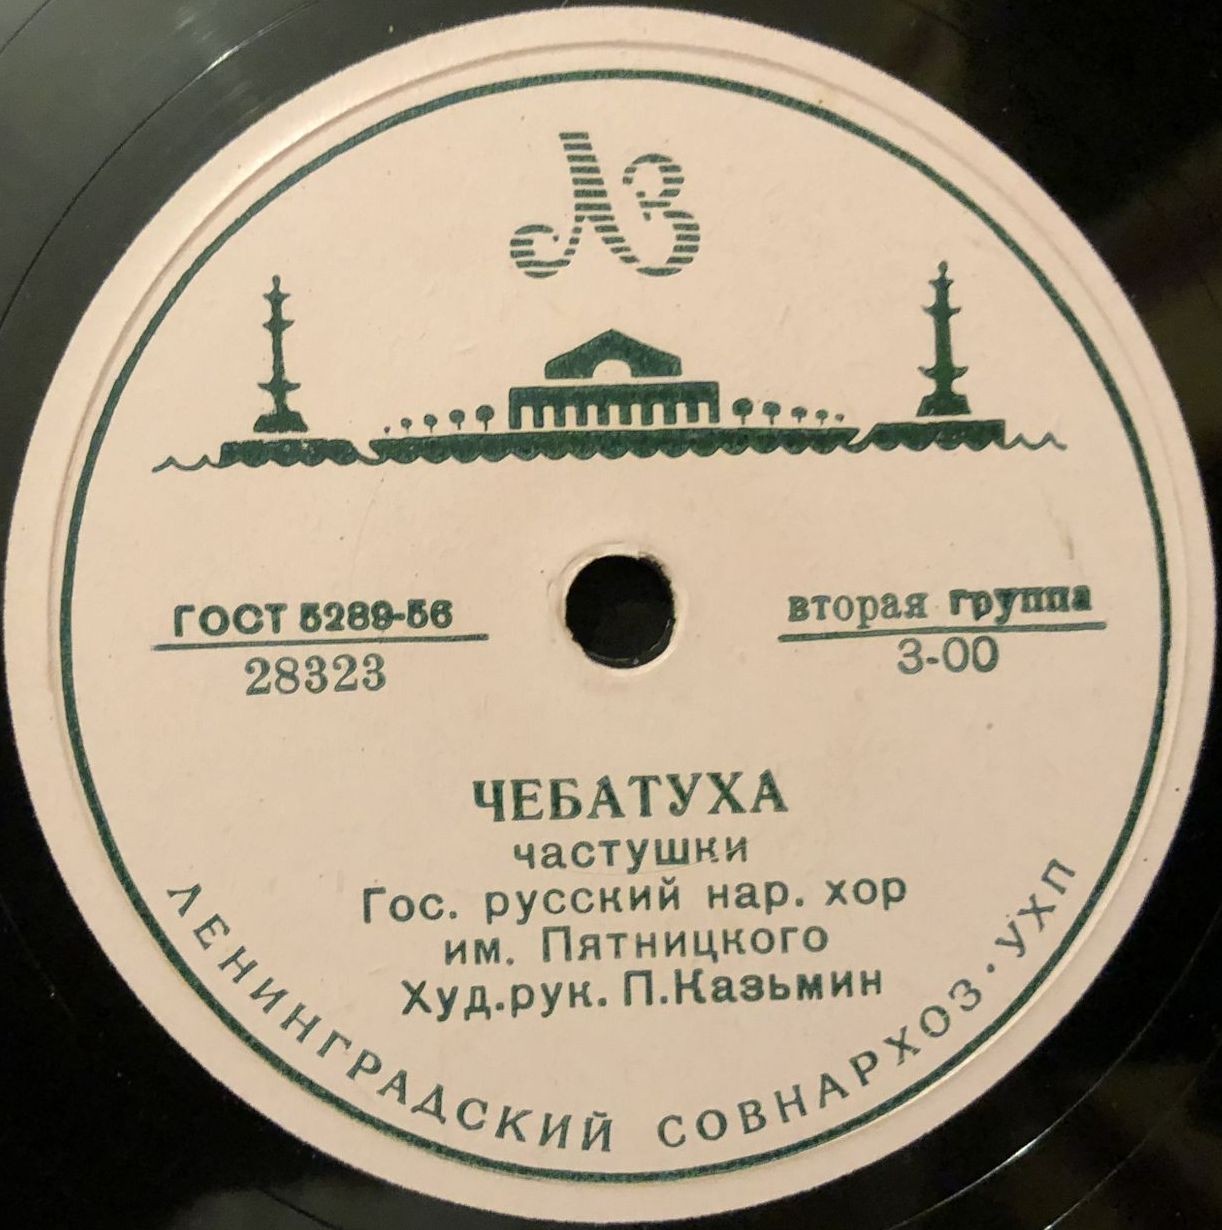 ЛЗ
ГОСТ 5289-56
28323
вторая группа
3-00
ЧЕБАТУХА
частушки
Гос. русский нар. хор
им. Пятницкого
Худ.рук. П.Казьмин
ЛЕНИНГРАДСКИЙ СОВНАРХОЗ · УХП